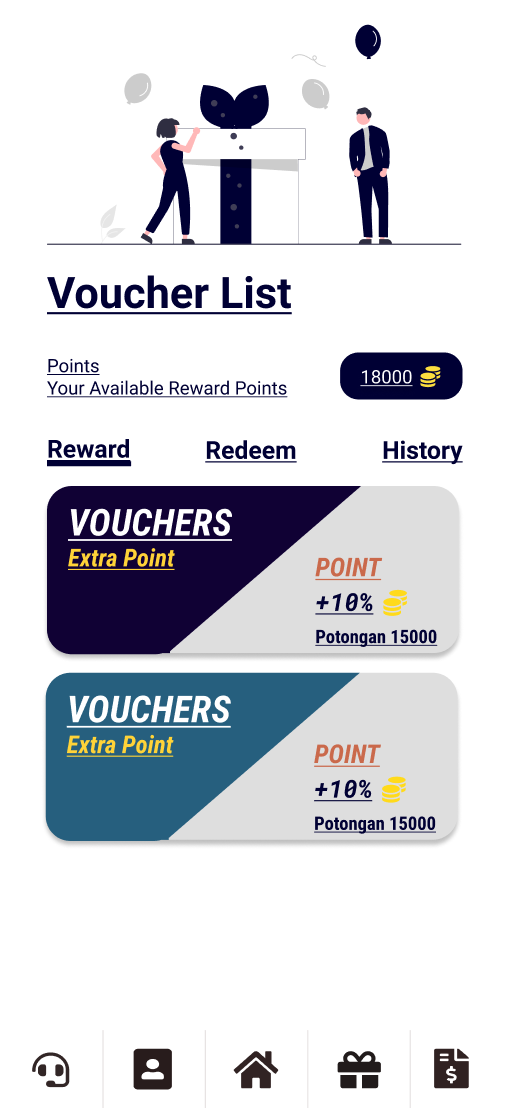 Voucher List
Points
Your Available Reward Points
18000
Reward Redeem History
VOUCHERS
Extra Point
POINT
+10%
Potongan 15000
VOUCHERS
Extra Point
POINT
+10%
Potongan 15000
$